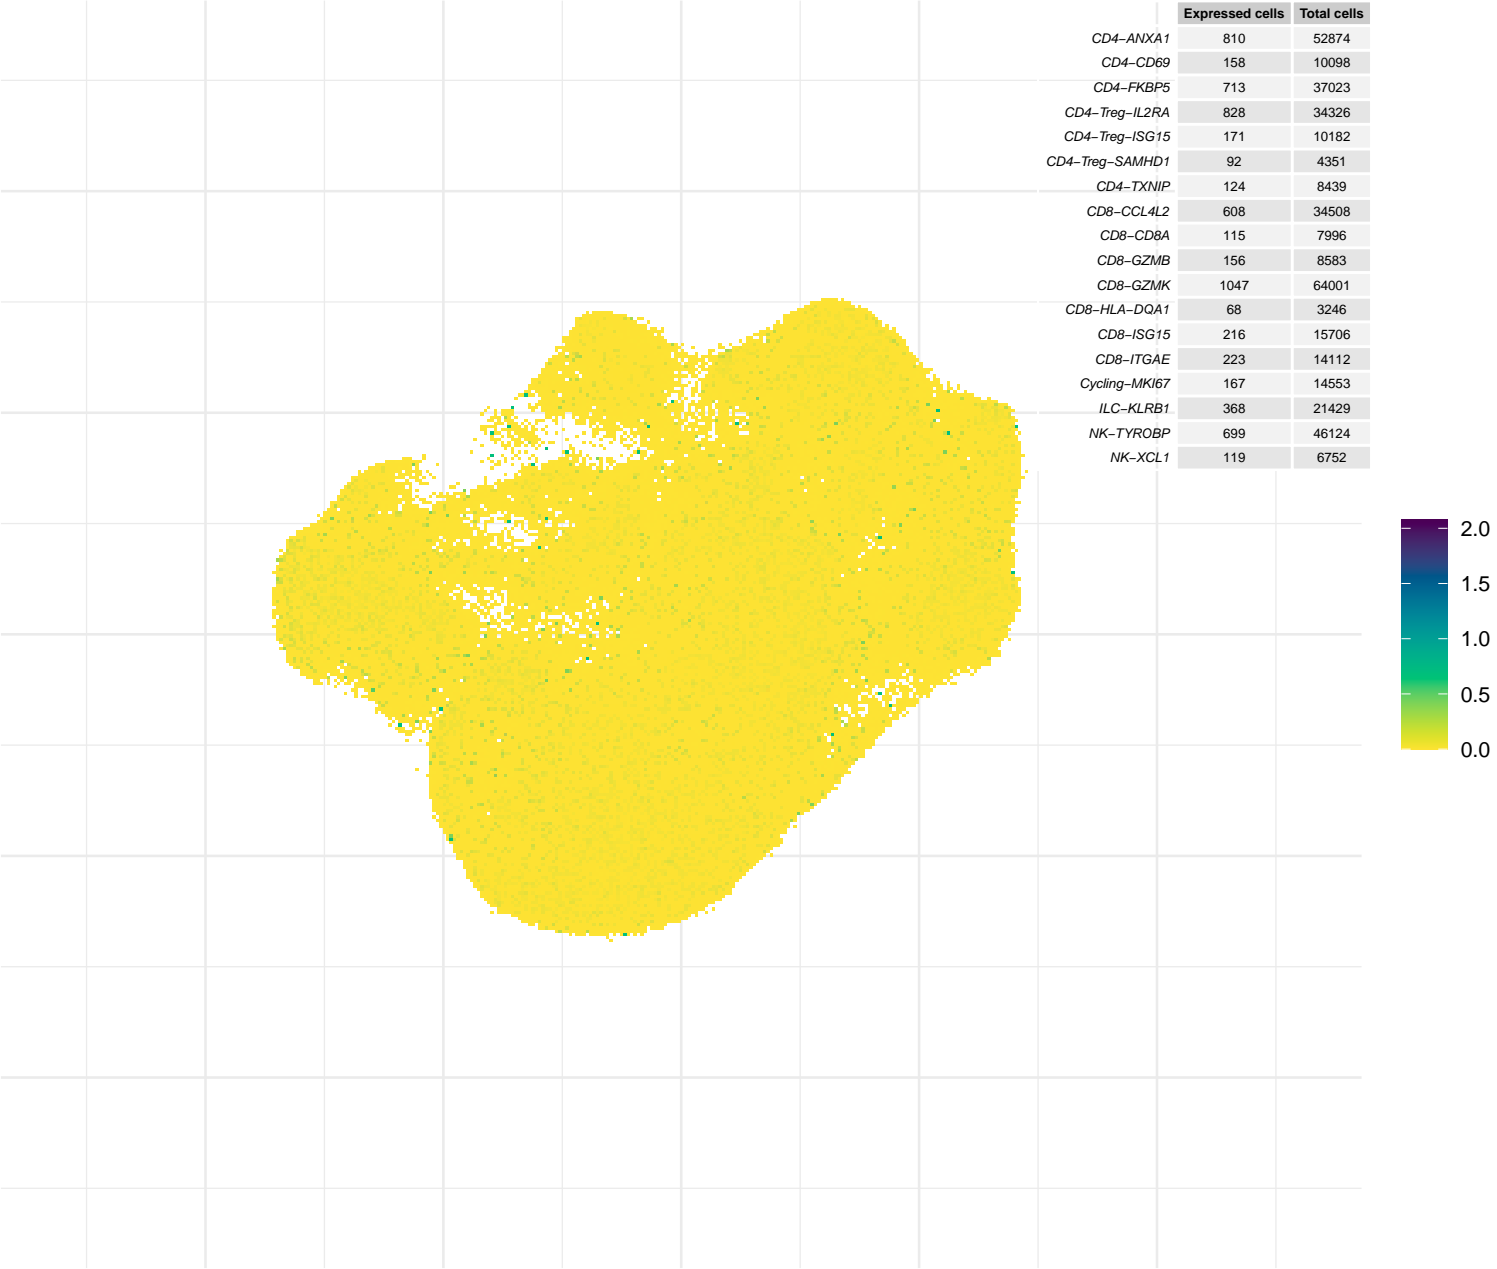 Expressed cells Total cells
CD4−ANXA1 810 52874
CD4−CD69 158 10098
CD4−FKBP5 713 37023
CD4−Treg−IL2RA 828 34326
CD4−Treg−ISG15 171 10182
CD4−Treg−SAMHD1 92 4351
CD4−TXNIP 124 8439
CD8−CCL4L2 608 34508
CD8−CD8A 115 7996
CD8−GZMB 156 8583
CD8−GZMK 1047 64001
CD8−HLA−DQA1 68 3246
CD8−ISG15 216 15706
CD8−ITGAE 223 14112
Cycling−MKI67 167 14553
ILC−KLRB1 368 21429
NK−TYROBP 699 46124
NK−XCL1 119 6752
2.0
1.5
1.0
0.5
0.0